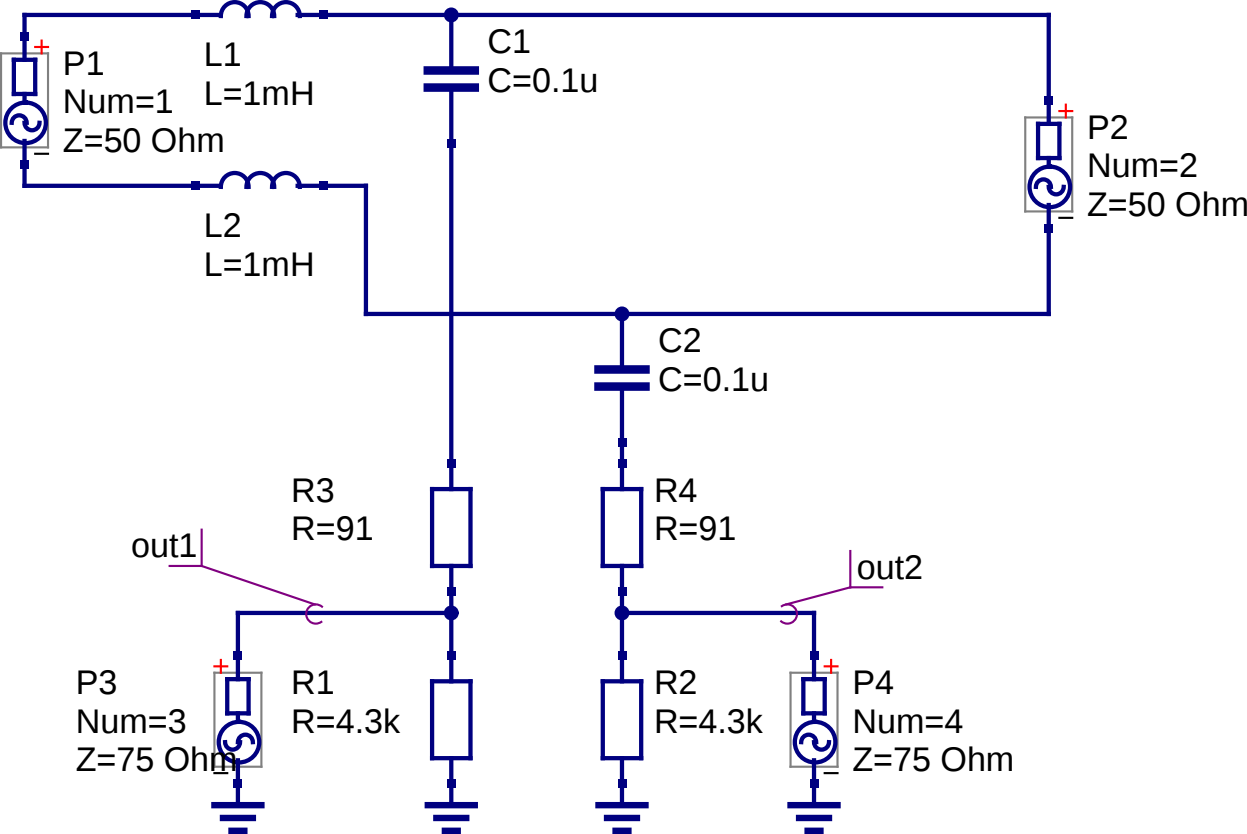 L1
L=1mH
C1
C=0.1u
+
P1
Num=1
Z=50 Ohm
−
+
P2
Num=2
Z=50 Ohm
−
L2
L=1mH
C2
C=0.1u
R3
R=91
R4
R=91
out1
out2
+
P3
Num=3
Z=75 Ohm
−
R1
R=4.3k
R2
R=4.3k
+
P4
Num=4
Z=75 Ohm
−